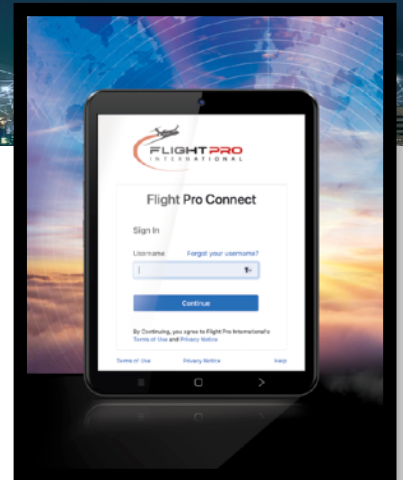 FLIGHT PRO
INTERNATIONAL
Flight Pro Connect
Sign In
Username Forgot your username?
Continue
By Continuing, you agree to Flight Pro International's
Terms of Use and Privacy Notice
Terms of Use Privacy Notice Help